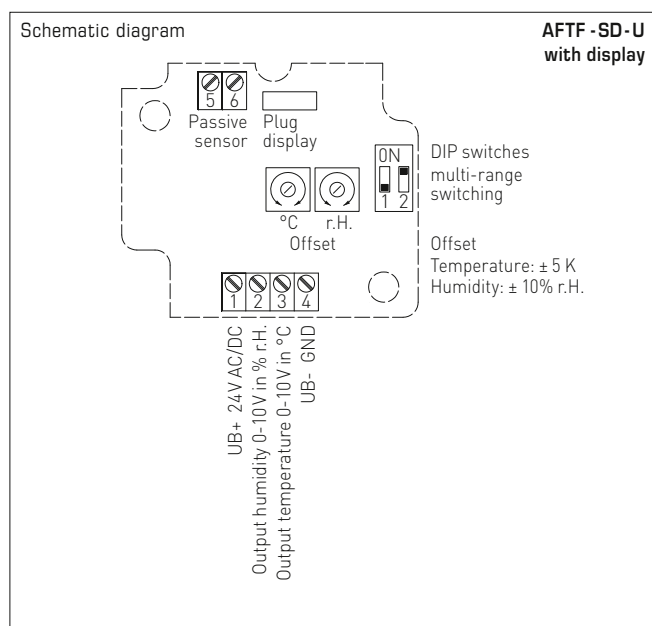 Schematic diagram
AFTF - SD - U
with display
5 6
Passive
sensor
Plug
display
ON
1 2
DIP switches
multi-range
switching
°C
r.H.
Offset
Offset
Temperature: ± 5 K
Humidity: ± 10% r.H.
1 2 3 4
UB+ 24V AC/DC
Output humidity 0-10V in % r.H.
Output temperature 0-10V in °C
UB- GND